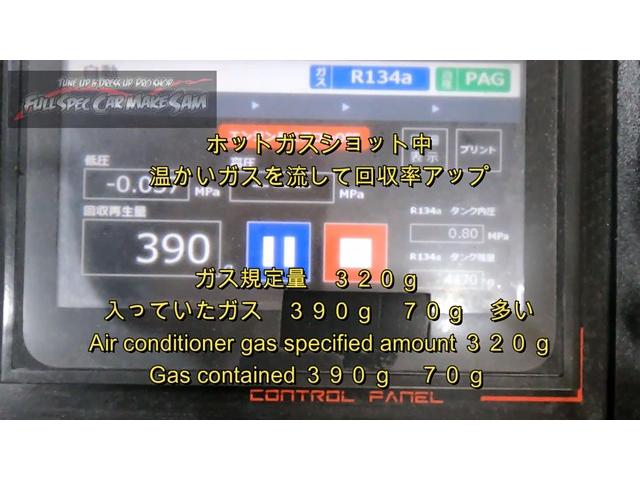 自動
TUNE UP & DRESS UP PRO SHOP
FULL SPEC CAR MAKE SAM
ガス R134a
PAG
ホットガスショット中
表示 プリント
温かいガスを流して回収率アップ
低圧
MPa
MPa
回収再生量
390
R134a タンク内圧
0.80 MPa
R134a タンク残量
ガス規定量 320g
入っていたガス 390g 70g 多い
Air conditioner gas specified amount 320g
Gas contained 390g 70g
CONTROL PANEL